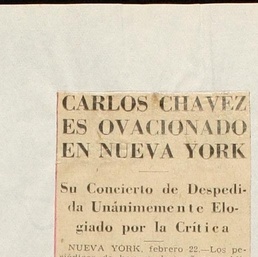 CARLOS CHAVEZ
ES OVACIONADO
EN NUEVA YORK
Su Concierto de Despedi-
da Unánimemente Elo-
giado por la Crítica
NUEVA YORK, febrero 22.—Los pe-